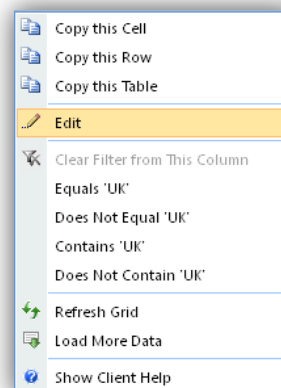 Copy this Cell
Copy this Row
Copy this Table
Edit
Clear Filter from This Column
Equals 'UK'
Does Not Equal 'UK'
Contains 'UK'
Does Not Contain 'UK'
Refresh Grid
Load More Data
Show Client Help